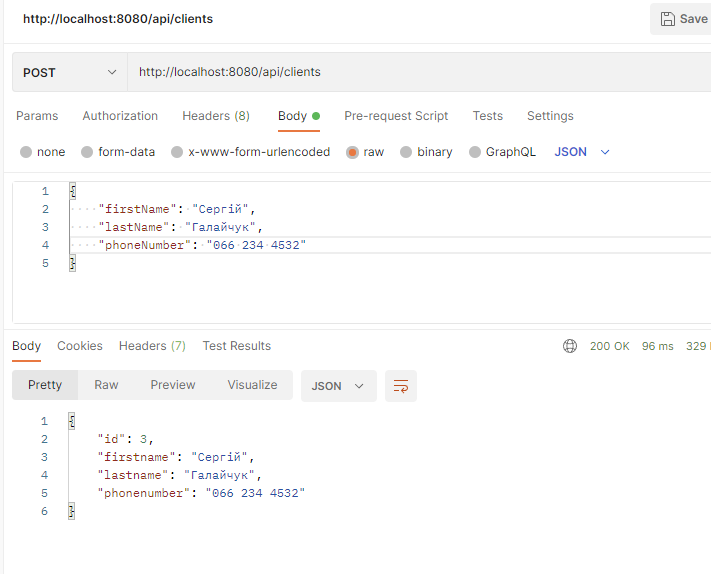 http://localhost:8080/api/clients
Save
POST
http://localhost:8080/api/clients
Params Authorization Headers (8) Body Pre-request Script Tests Settings
none form-data x-www-form-urlencoded raw binary GraphQL JSON
1 {
2 "firstName": "Сергій",
3 "lastName": "Галайчук",
4 "phoneNumber": "066 234 4532"
5 }
Body Cookies Headers (7) Test Results 200 OK 96 ms 329
Pretty Raw Preview Visualize JSON
1 {
2 "id": 3,
3 "firstname": "Сергій",
4 "lastname": "Галайчук",
5 "phonenumber": "066 234 4532"
6 }